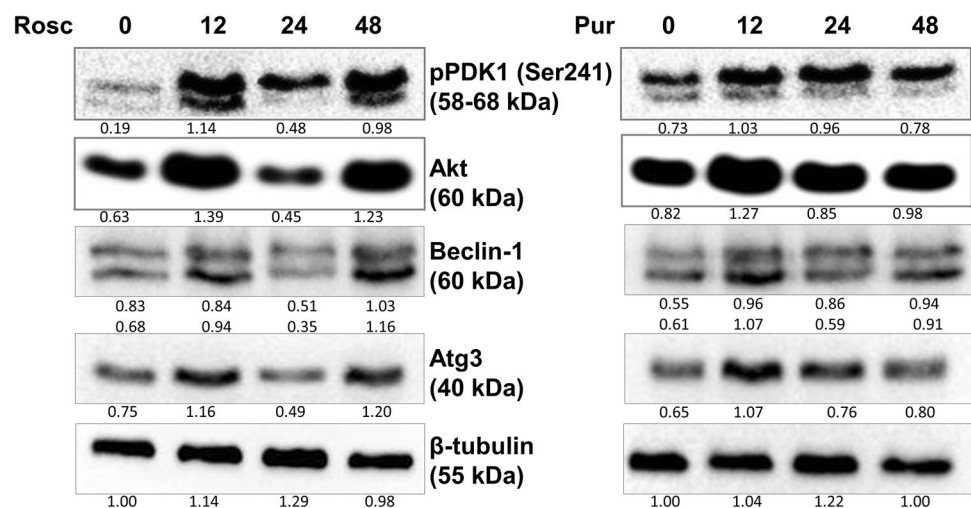 Rosc 0 12 24 48 Pur 0 12 24 48
pPDK1 (Ser241)
(58-68 kDa)
0.19 1.14 0.48 0.98 0.73 1.03 0.96 0.78
Akt
(60 kDa)
0.63 1.39 0.45 1.23 0.82 1.27 0.85 0.98
Beclin-1
(60 kDa)
0.83 0.84 0.51 1.03 0.55 0.96 0.86 0.94
0.68 0.94 0.35 1.16 0.61 1.07 0.59 0.91
Atg3
(40 kDa)
0.75 1.16 0.49 1.20 0.65 1.07 0.76 0.80
β-tubulin
(55 kDa)
1.00 1.14 1.29 0.98 1.00 1.04 1.22 1.00